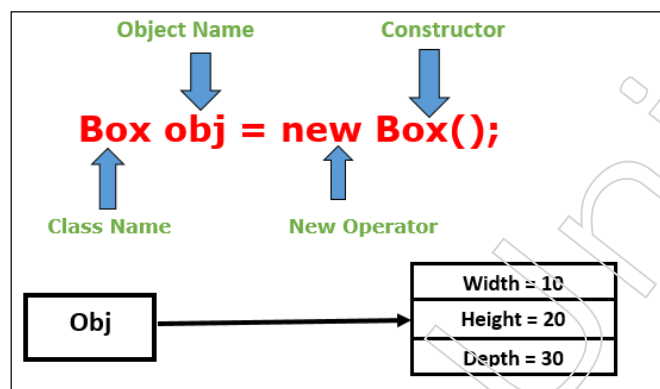 Object Name Constructor
Box obj = new Box();
Class Name New Operator
Width = 10
Obj Height = 20
Depth = 30